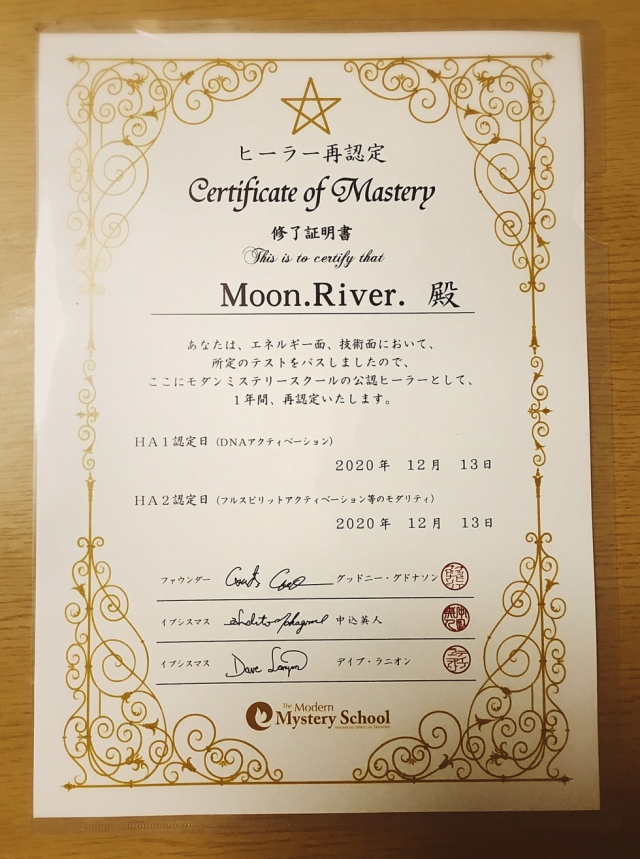 ヒーラー再認定
Certificate of Mastery
修了証明書
This is to certify that
Moon.River. 殿
あなたは、エネルギー面、技術面において、
所定のテストをパスしましたので、
ここにモダンミステリースクールの公認ヒーラーとして、
1年間、再認定いたします。
HA1認定日（DNAアクティベーション）
2020年 12月 13日
HA2認定日（フルスピリットアクティベーション等のモダリティ）
2020年 12月 13日
ファウンダー グッドニー・グドナソン
イプシスマス 中込英人
イプシスマス Dave Lanyon デイブ・ラニオン
The Modern
Mystery School
ADVANCED SPIRITUAL TRAINING